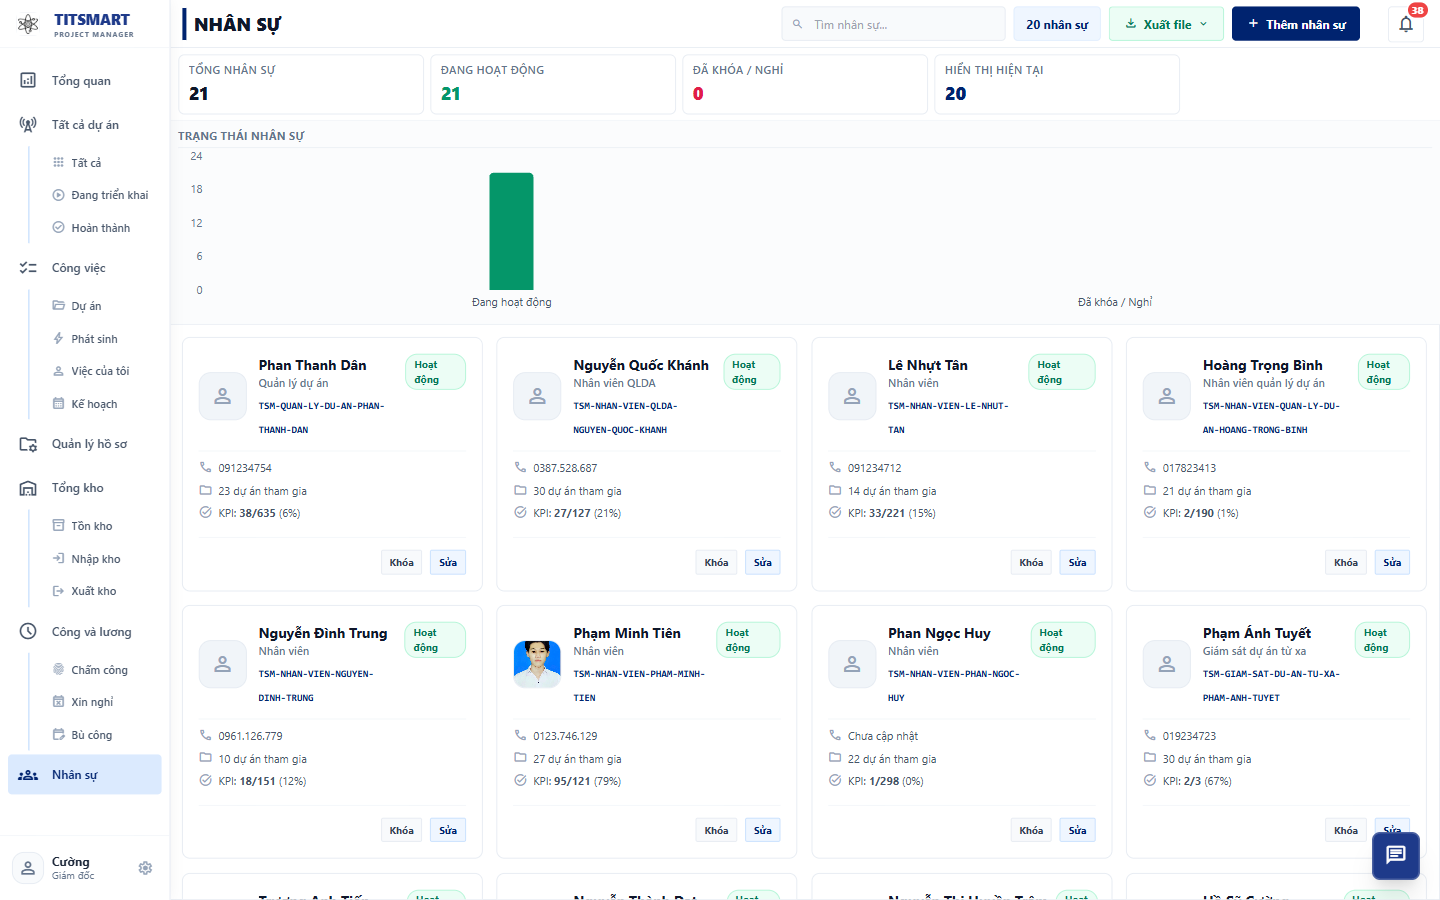 TITSMART
PROJECT MANAGER
NHÂN SỰ
Tìm nhân sự...
20 nhân sự
Xuất file
Thêm nhân sự
38
Tổng quan
Tất cả dự án
Tất cả
Đang triển khai
Hoàn thành
Công việc
Dự án
Phát sinh
Việc của tôi
Kế hoạch
Quản lý hồ sơ
Tổng kho
Tồn kho
Nhập kho
Xuất kho
Công và lương
Chấm công
Xin nghỉ
Bù công
Nhân sự
Cường
Giám đốc
TỔNG NHÂN SỰ
21
ĐANG HOẠT ĐỘNG
21
ĐÃ KHÓA / NGHỈ
0
HIỂN THỊ HIỆN TẠI
20
TRẠNG THÁI NHÂN SỰ
24
18
12
6
0
Đang hoạt động
Đã khóa / Nghỉ
Phan Thanh Dân
Quản lý dự án
TSM-QUAN-LY-DU-AN-PHAN-
THANH-DAN
Hoạt
động
091234754
23 dự án tham gia
KPI: 38/635 (6%)
Khóa
Sửa
Nguyễn Quốc Khánh
Nhân viên QLDA
TSM-NHAN-VIEN-QLDA-
NGUYEN-QUOC-KHANH
Hoạt
động
0387.528.687
30 dự án tham gia
KPI: 27/127 (21%)
Khóa
Sửa
Lê Nhựt Tân
Nhân viên
TSM-NHAN-VIEN-LE-NHUT-
TAN
Hoạt
động
091234712
14 dự án tham gia
KPI: 33/221 (15%)
Khóa
Sửa
Hoàng Trọng Bình
Nhân viên quản lý dự án
TSM-NHAN-VIEN-QUAN-LY-DU-
AN-HOANG-TRONG-BINH
Hoạt
động
017823413
21 dự án tham gia
KPI: 2/190 (1%)
Khóa
Sửa
Nguyễn Đình Trung
Nhân viên
TSM-NHAN-VIEN-NGUYEN-
DINH-TRUNG
Hoạt
động
0961.126.779
10 dự án tham gia
KPI: 18/151 (12%)
Khóa
Sửa
Phạm Minh Tiên
Nhân viên
TSM-NHAN-VIEN-PHAM-MINH-
TIEN
Hoạt
động
0123.746.129
27 dự án tham gia
KPI: 95/121 (79%)
Khóa
Sửa
Phan Ngọc Huy
Nhân viên
TSM-NHAN-VIEN-PHAN-NGOC-
HUY
Hoạt
động
Chưa cập nhật
22 dự án tham gia
KPI: 1/298 (0%)
Khóa
Sửa
Phạm Ánh Tuyết
Giám sát dự án từ xa
TSM-GIAM-SAT-DU-AN-TU-XA-
PHAM-ANH-TUYET
Hoạt
động
019234723
30 dự án tham gia
KPI: 2/3 (67%)
Khóa
Sửa
Hoạt
Hoạt
Hoạt
Hoạt